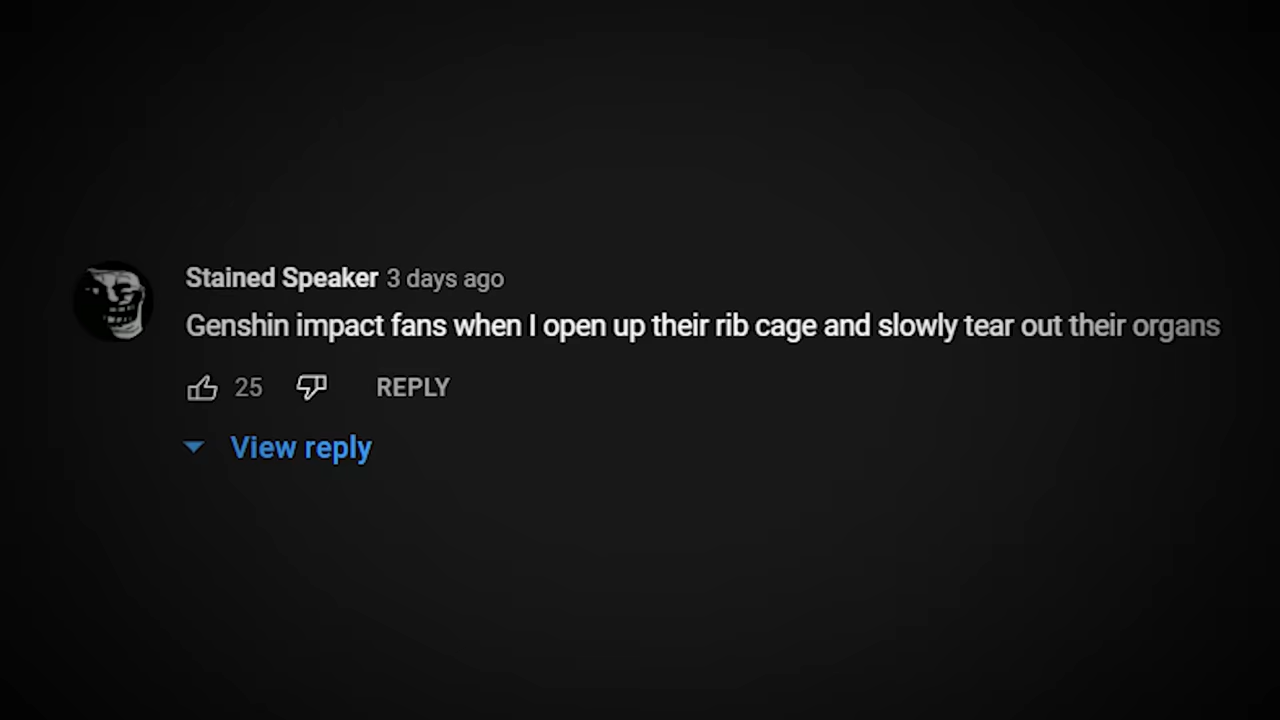 Stained Speaker 3 days ago
Genshin impact fans when I open up their rib cage and slowly tear out their organs
25 REPLY
View reply